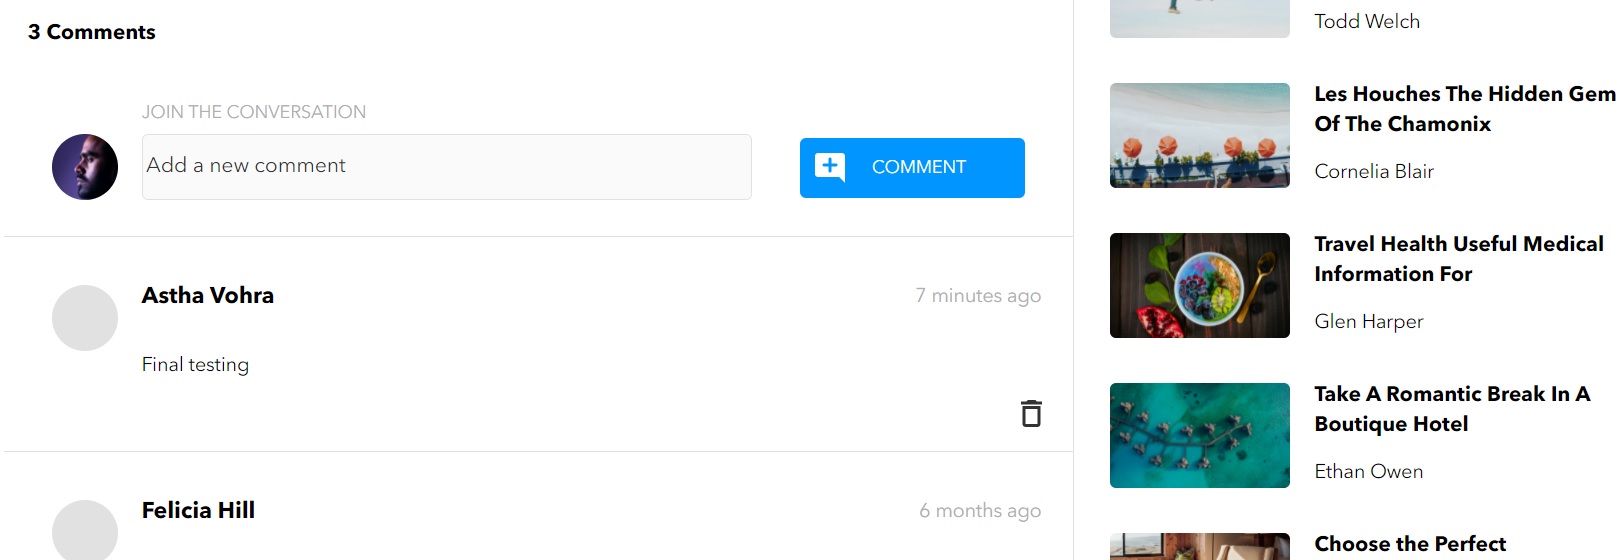 3 Comments
JOIN THE CONVERSATION
Add a new comment
COMMENT
Astha Vohra
7 minutes ago
Final testing
Felicia Hill
6 months ago
Todd Welch
Les Houches The Hidden Gem
Of The Chamonix
Cornelia Blair
Travel Health Useful Medical
Information For
Glen Harper
Take A Romantic Break In A
Boutique Hotel
Ethan Owen
Choose the Perfect